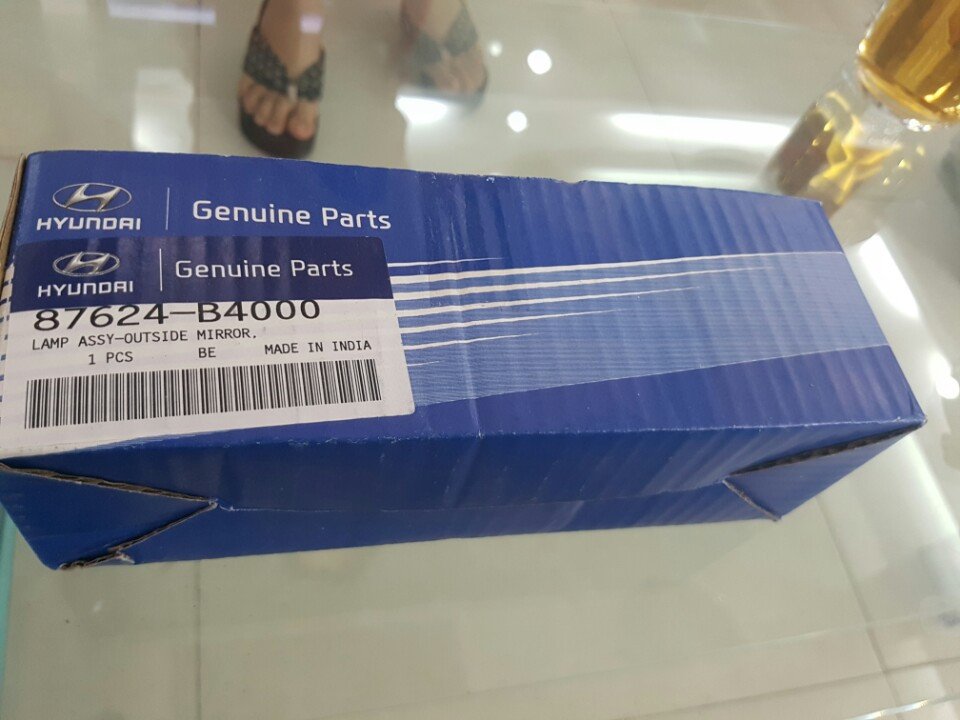 HYUNDAI | Genuine Parts
HYUNDAI | Genuine Parts
87624-B4000
LAMP ASSY-OUTSIDE MIRROR,
1 PCS BE MADE IN INDIA